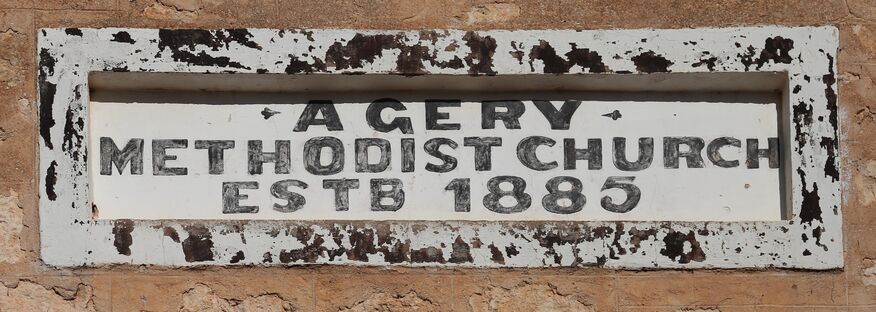 AGERY
METHODIST CHURCH
ESTB 1885